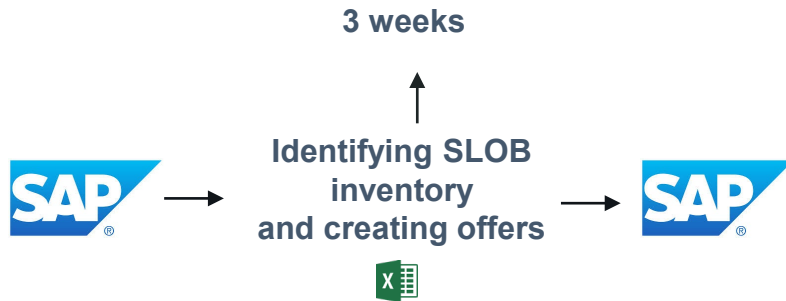 3 weeks
SAP ®
Identifying SLOB
inventory
and creating offers
SAP ®
X